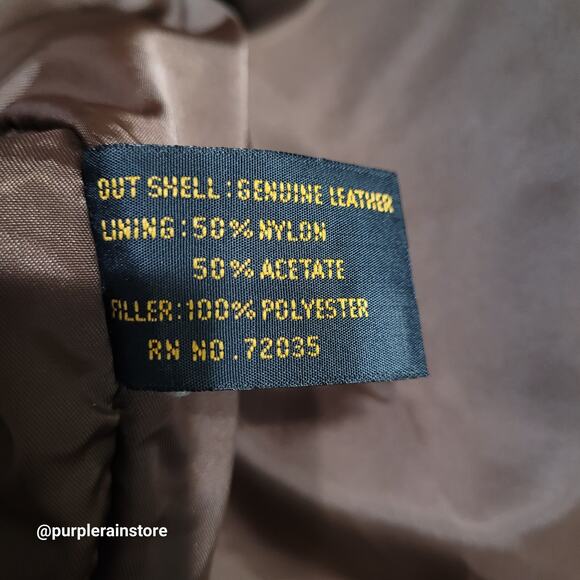 OUT SHELL : GENUINE LEATHER
LINING : 50% NYLON
50% ACETATE
FILLER : 100% POLYESTER
RN NO. 72035
@purplerainstore